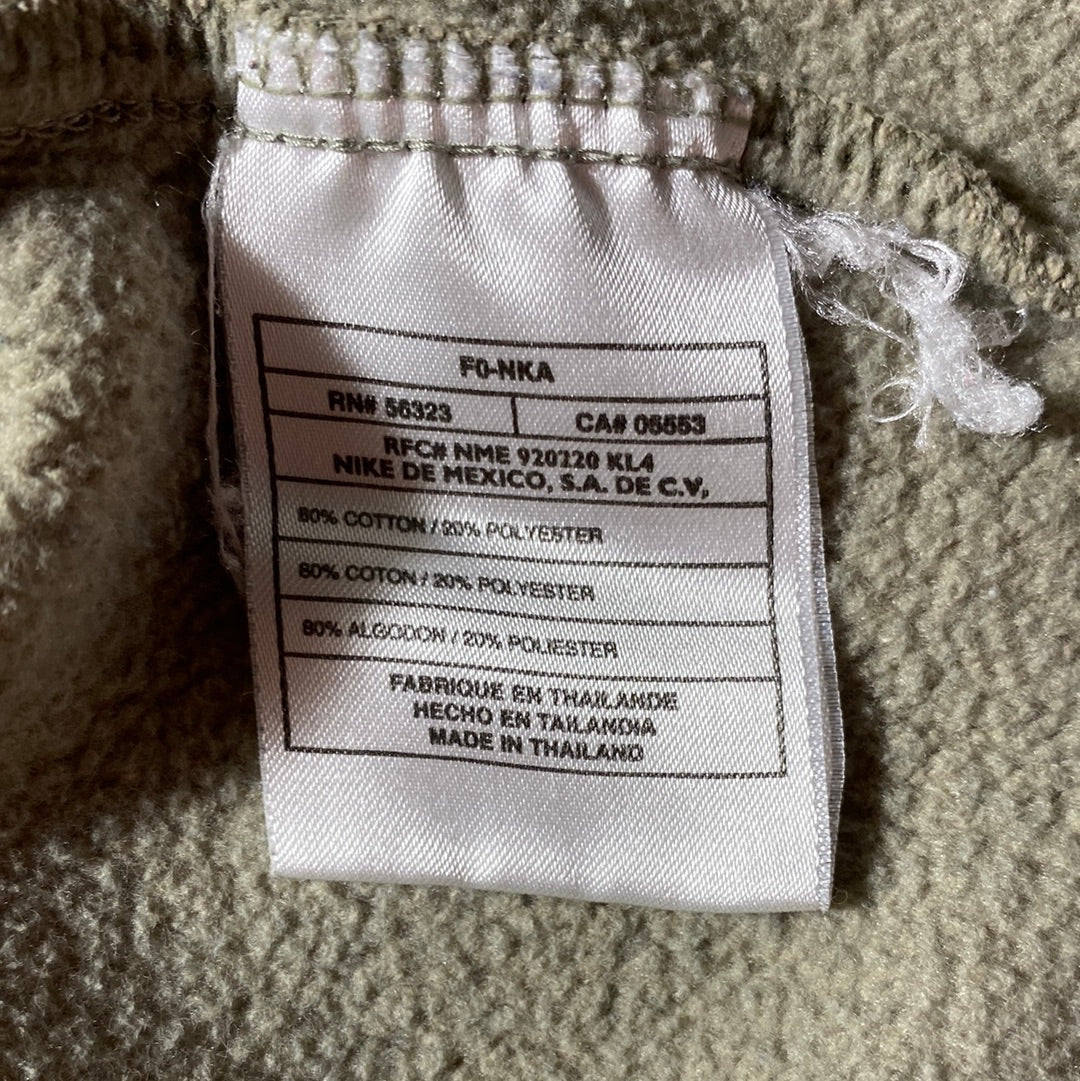 F0-NKA
RN# 56323 CA# 05553
RFC# NME 920220 KL4
NIKE DE MEXICO, S.A. DE C.V,
80% COTTON / 20% POLYESTER
80% COTON / 20% POLYESTER
80% ALGODON / 20% POLIESTER
FABRIQUE EN THAILANDE
HECHO EN TAILANDIA
MADE IN THAILAND